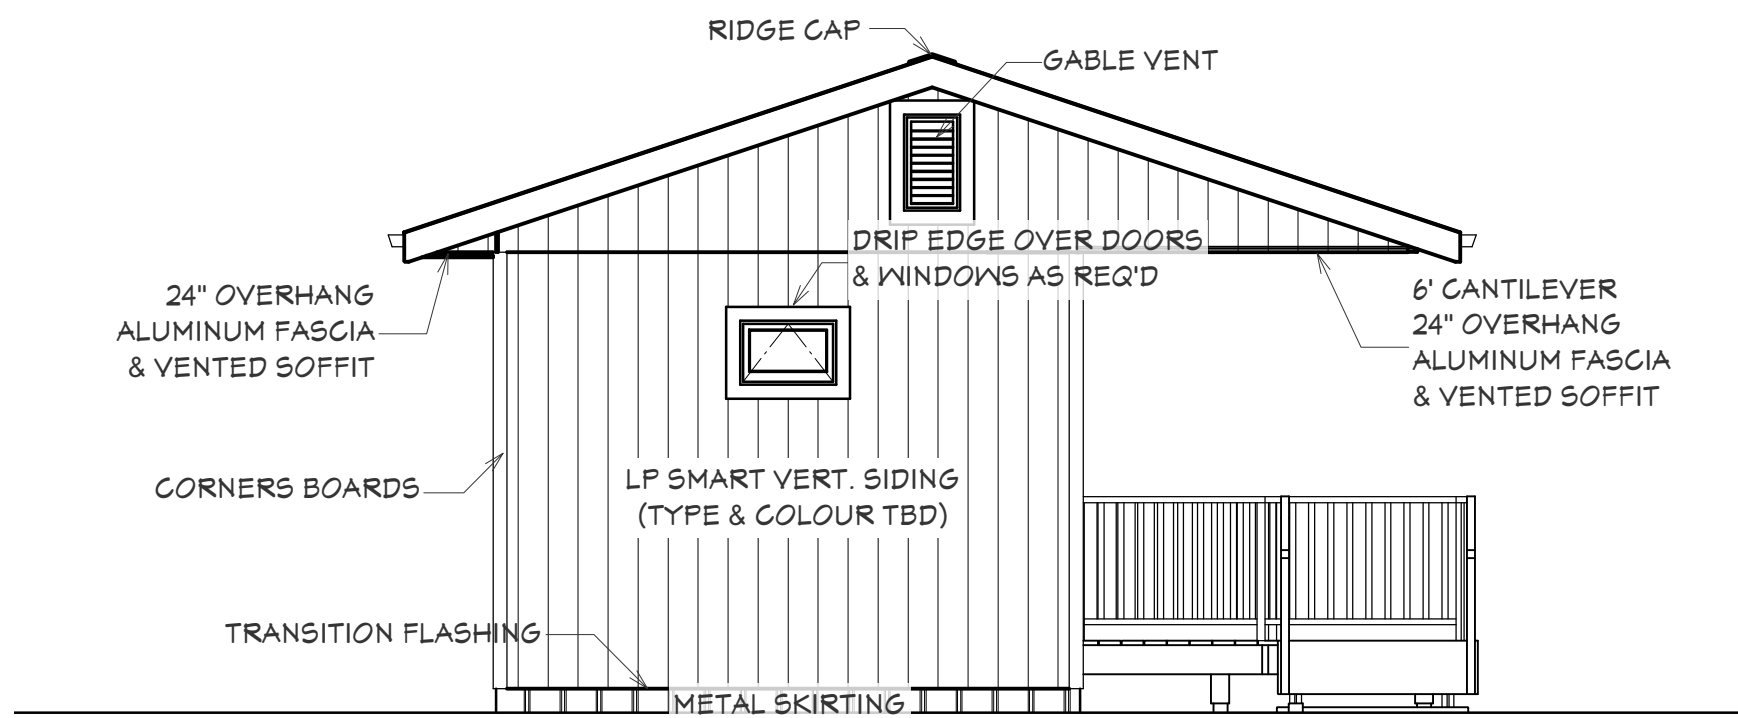 RIDGE CAP
GABLE VENT
DRIP EDGE OVER DOORS
& WINDOWS AS REQ'D
24" OVERHANG
ALUMINUM FASCIA
& VENTED SOFFIT
6' CANTILEVER
24" OVERHANG
ALUMINUM FASCIA
& VENTED SOFFIT
CORNERS BOARDS
LP SMART VERT. SIDING
(TYPE & COLOUR TBD)
TRANSITION FLASHING
METAL SKIRTING